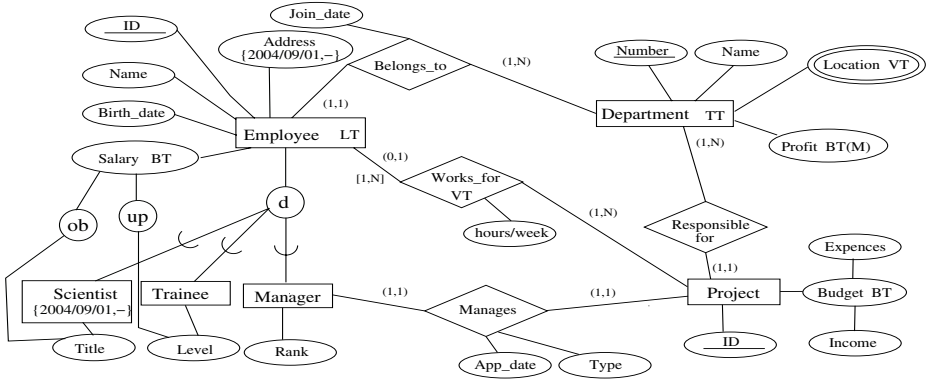 Join_date
ID
Address
{2004/09/01,−}
Number
Name
Location VT
Name
Belongs_to
(1,N)
Birth_date
(1,1)
Employee LT
Department TT
Salary BT
(0,1)
(1,N)
Profit BT(M)
[1,N]
Works_for
VT
ob
up
d
(1,N)
hours/week
Responsible
for
Expences
(1,1)
Scientist
{2004/09/01,−}
Trainee
Manager
(1,1)
Manages
(1,1)
Project
Budget BT
Title
Level
Rank
App_date
Type
ID
Income